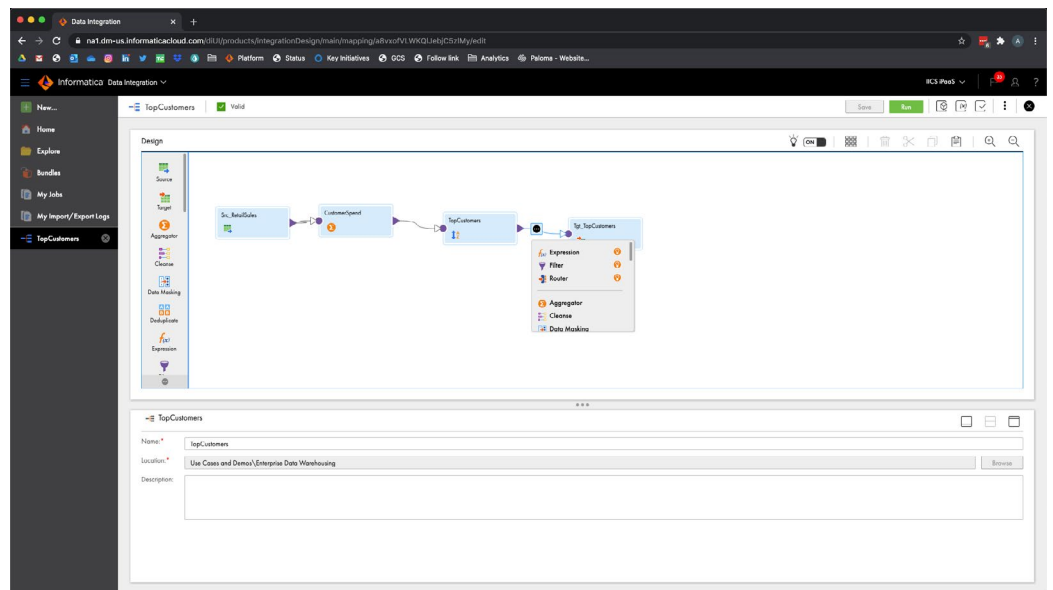 Data Integration
na1.dm-us.informaticacloud.com/diUI/products/integrationDesign/main/mapping/a8vxofVLWKQUebjC5zIMy/edit
Platform Status Key Initiatives GCS Follow link Analytics Paloma - Website...
Informatica Data Integration
IICS iPaaS
?
New...
Home
Explore
Bundles
My Jobs
My Import/Export Logs
TopCustomers
TopCustomers
Valid
Save
Run
Design
ON
Source
Target
Aggregator
Cleanse
Data Masking
Deduplicate
f(x)
Expression
Src_RetailSales
CustomerSpend
TopCustomers
Tgt_TopCustomers
Expression
Filter
Router
Aggregator
Cleanse
Data Masking
TopCustomers
Name:*
TopCustomers
Location:*
Use Cases and Demos\Enterprise Data Warehousing
Browse
Description: